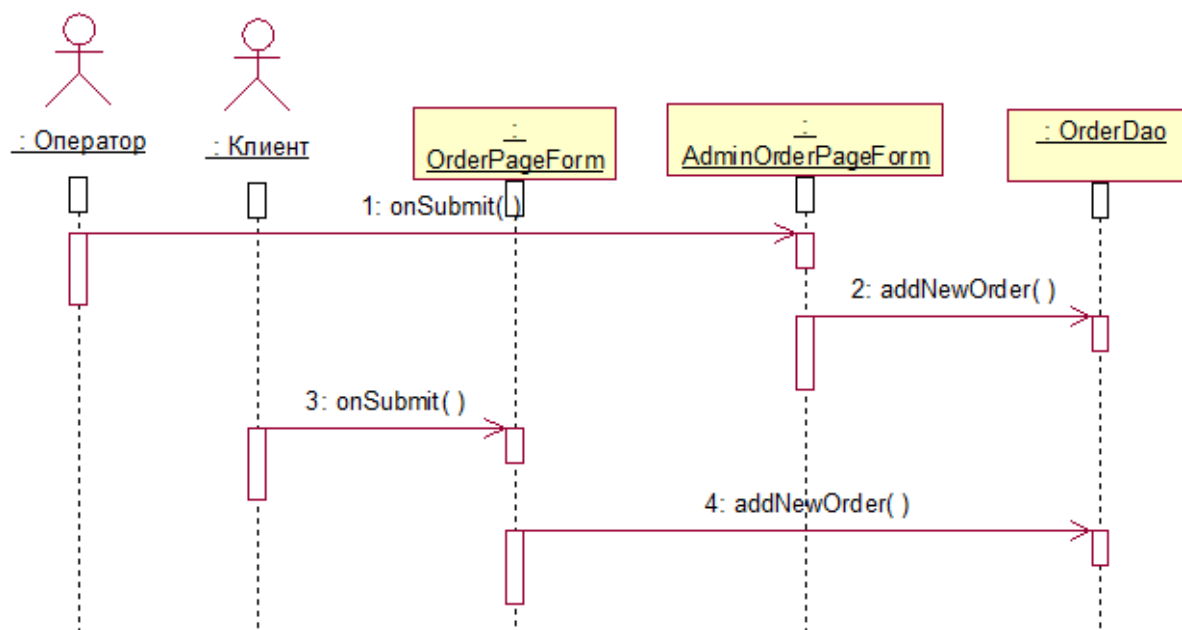 : Оператор
: Клиент
:
OrderPageForm
:
AdminOrderPageForm
: OrderDao
1: onSubmit( )
2: addNewOrder( )
3: onSubmit( )
4: addNewOrder( )